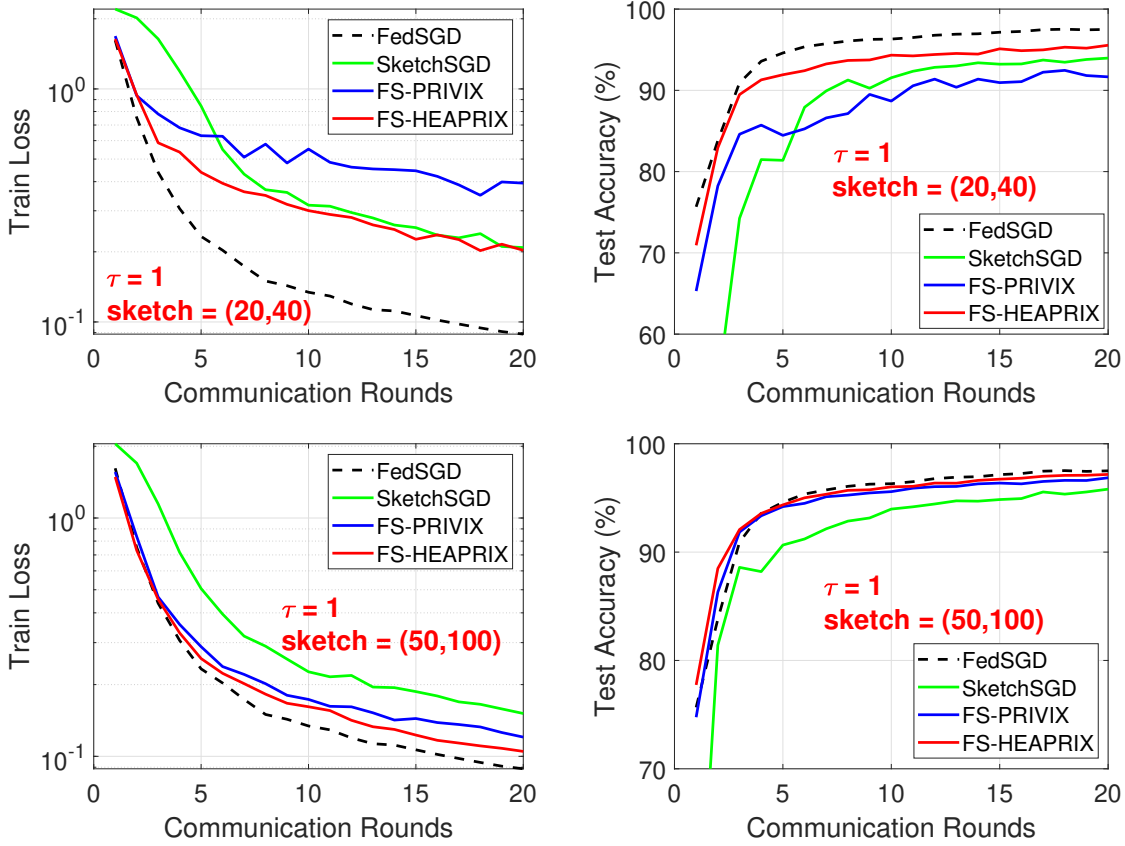 Train Loss
10^0
10^-1
FedSGD
SketchSGD
FS-PRIVIX
FS-HEAPRIX
τ = 1
sketch = (20,40)
0 5 10 15 20
Communication Rounds
Test Accuracy (%)
100
90
80
70
60
τ = 1
sketch = (20,40)
FedSGD
SketchSGD
FS-PRIVIX
FS-HEAPRIX
0 5 10 15 20
Communication Rounds
Train Loss
10^0
10^-1
FedSGD
SketchSGD
FS-PRIVIX
FS-HEAPRIX
τ = 1
sketch = (50,100)
0 5 10 15 20
Communication Rounds
Test Accuracy (%)
100
90
80
70
τ = 1
sketch = (50,100)
FedSGD
SketchSGD
FS-PRIVIX
FS-HEAPRIX
0 5 10 15 20
Communication Rounds